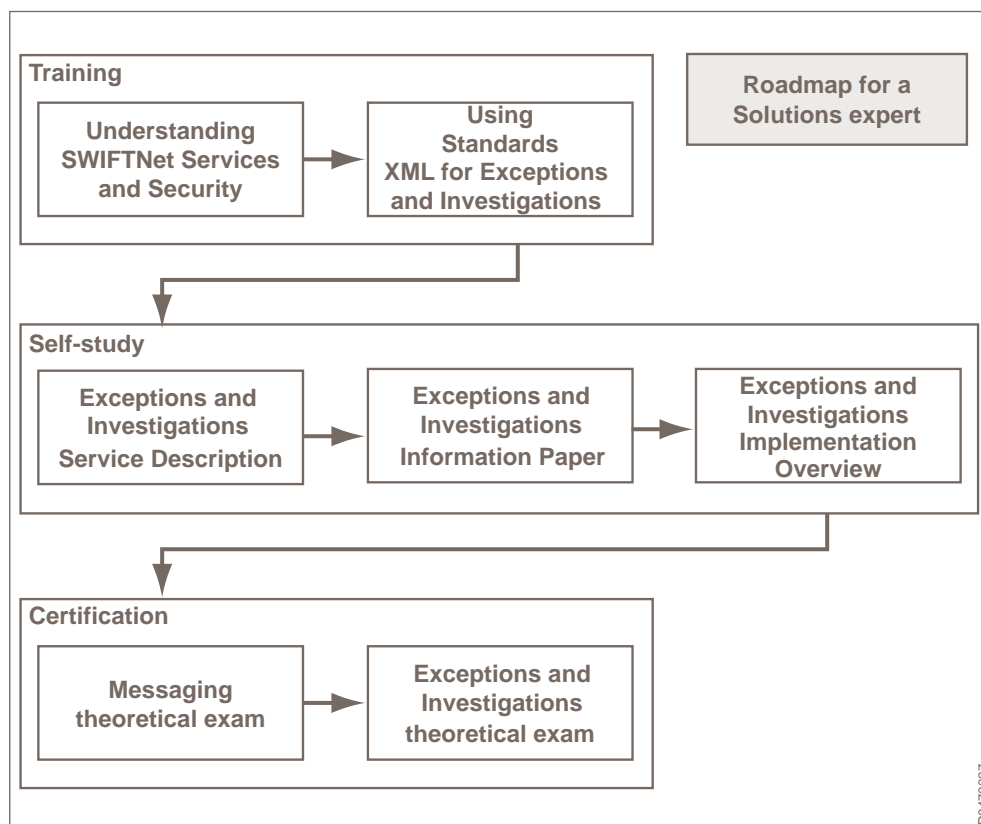 Training
Roadmap for a
Solutions expert
Understanding
SWIFTNet Services
and Security
Using
Standards
XML for Exceptions
and Investigations
Self-study
Exceptions and
Investigations
Service Description
Exceptions and
Investigations
Information Paper
Exceptions and
Investigations
Implementation
Overview
Certification
Messaging
theoretical exam
Exceptions and
Investigations
theoretical exam